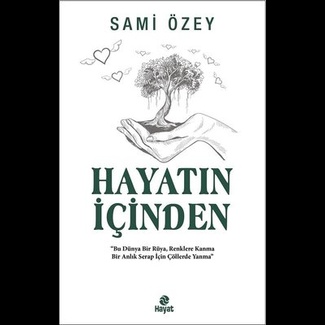 SAMİ ÖZEY
HAYATIN
İÇİNDEN
"Bu Dünya Bir Rüya, Renklere Kanma
Bir Anlık Serap İçin Çöllerde Yanma"
Hayat